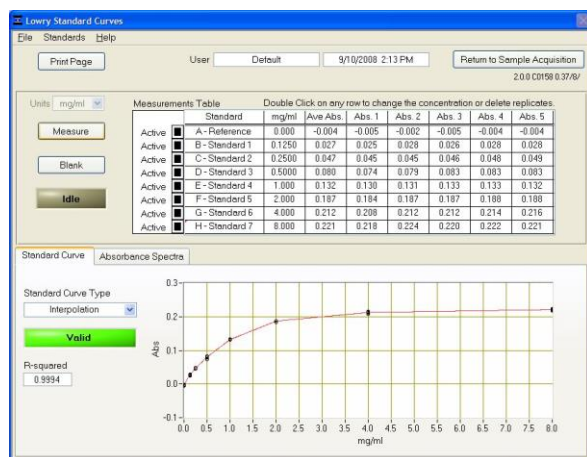 Lowry Standard Curves
File Standards Help
Print Page User Default 9/10/2008 2:13 PM Return to Sample Acquisition
2.0.0 C0158 0.37/8/
Units mg/ml Measurements Table Double Click on any row to change the concentration or delete replicates.
Standard mg/ml Ave Abs. Abs. 1 Abs. 2 Abs. 3 Abs. 4 Abs. 5
Active A - Reference 0.000 -0.004 -0.005 -0.002 -0.005 -0.004 -0.004
Measure Active B - Standard 1 0.1250 0.027 0.025 0.028 0.026 0.028 0.028
Active C - Standard 2 0.2500 0.047 0.045 0.045 0.046 0.048 0.049
Blank Active D - Standard 3 0.5000 0.080 0.074 0.079 0.083 0.083 0.083
Active E - Standard 4 1.000 0.132 0.130 0.131 0.133 0.133 0.132
Idle Active F - Standard 5 2.000 0.187 0.184 0.187 0.187 0.188 0.188
Active G - Standard 6 4.000 0.212 0.208 0.212 0.212 0.214 0.216
Active H - Standard 7 8.000 0.221 0.218 0.224 0.220 0.222 0.221
Standard Curve Absorbance Spectra
Standard Curve Type
Interpolation
Valid
R-squared
0.9994
Abs
0.3
0.2
0.1
0.0
-0.1
0.0 0.5 1.0 1.5 2.0 2.5 3.0 3.5 4.0 4.5 5.0 5.5 6.0 6.5 7.0 7.5 8.0
mg/ml